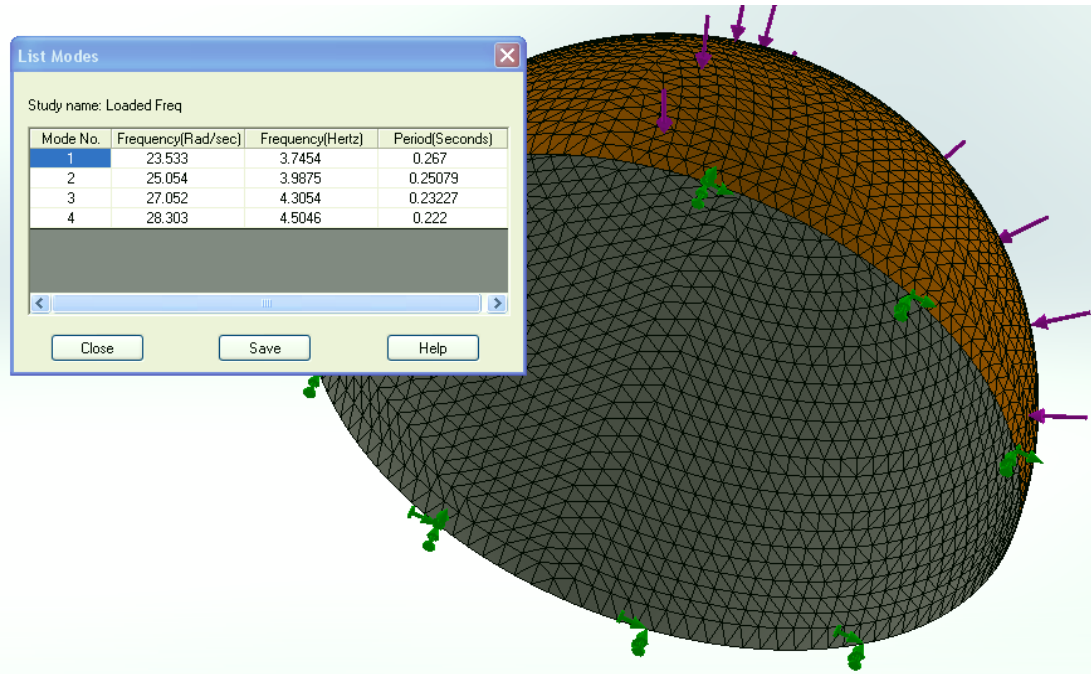 List Modes
Study name: Loaded Freq
Mode No. Frequency(Rad/sec) Frequency(Hertz) Period(Seconds)
1 23.533 3.7454 0.267
2 25.054 3.9875 0.25079
3 27.052 4.3054 0.23227
4 28.303 4.5046 0.222
Close Save Help